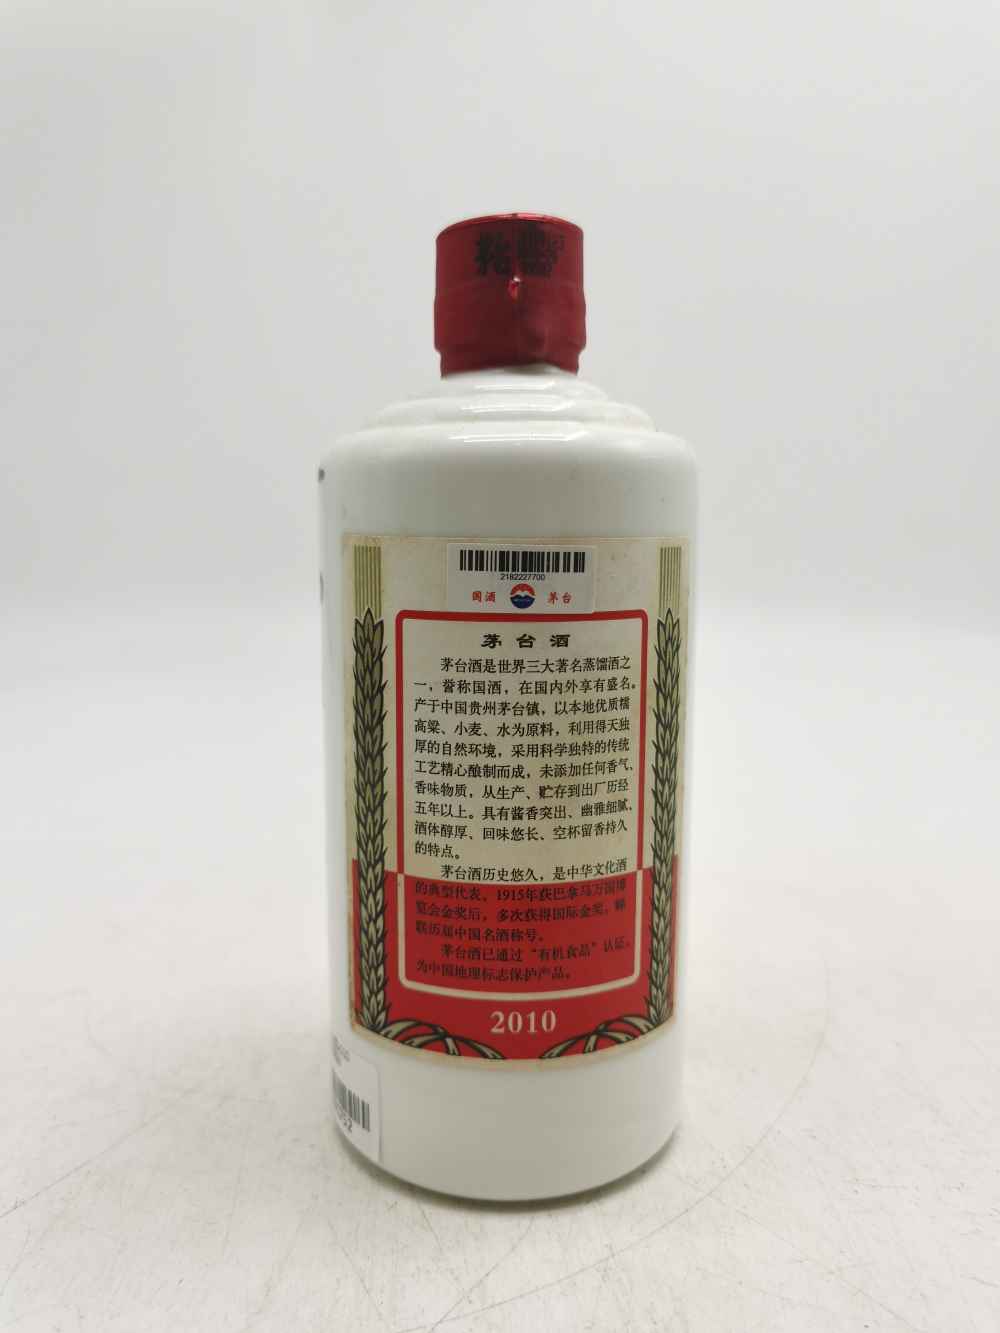 2182227700
国酒 茅台
茅台酒
茅台酒是世界三大著名蒸馏酒之
一，誉称国酒，在国内外享有盛名。
产于中国贵州茅台镇，以本地优质糯
高粱、小麦、水为原料，利用得天独
厚的自然环境，采用科学独特的传统
工艺精心酿制而成，未添加任何香气、
香味物质，从生产、贮存到出厂历经
五年以上。具有酱香突出、幽雅细腻、
酒体醇厚、回味悠长、空杯留香持久
的特点。
茅台酒历史悠久，是中华文化酒
的典型代表。1915年获巴拿马万国博
览会金奖后，多次获得国际金奖，蝉
联历届中国名酒称号。
茅台酒已通过“有机食品”认证，
为中国地理标志保护产品。
2010